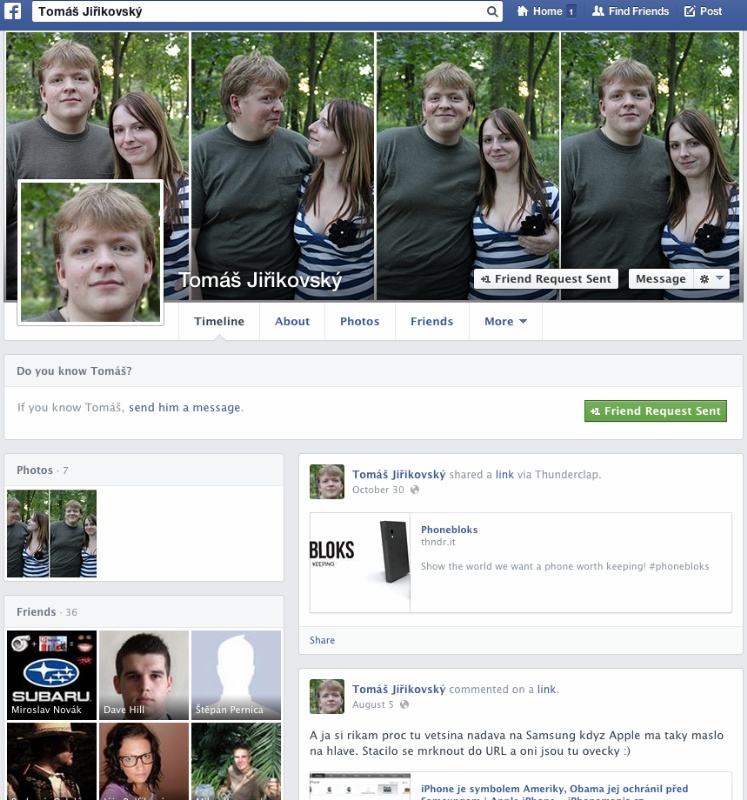 Tomáš Jiřikovský
Home 1
Find Friends
Post
Tomáš Jiřikovský
+1 Friend Request Sent
Message
Timeline
About
Photos
Friends
More
Do you know Tomáš?
If you know Tomáš, send him a message.
+1 Friend Request Sent
Photos · 7
Friends · 36
SUBARU
Miroslav Novák
Dave Hill
Štěpán Pernica
Tomáš Jiřikovský shared a link via Thunderclap.
October 30
BLOKS
KEEPING.
Phonebloks
thndr.it
Show the world we want a phone worth keeping! #phonebloks
Share
Tomáš Jiřikovský commented on a link.
August 5
A ja si rikam proc tu vetsina nadava na Samsung kdyz Apple ma taky maslo
na hlave. Stacilo se mrknout do URL a oni jsou tu ovecky :)
iPhone je symbolem Ameriky, Obama jej ochránil před